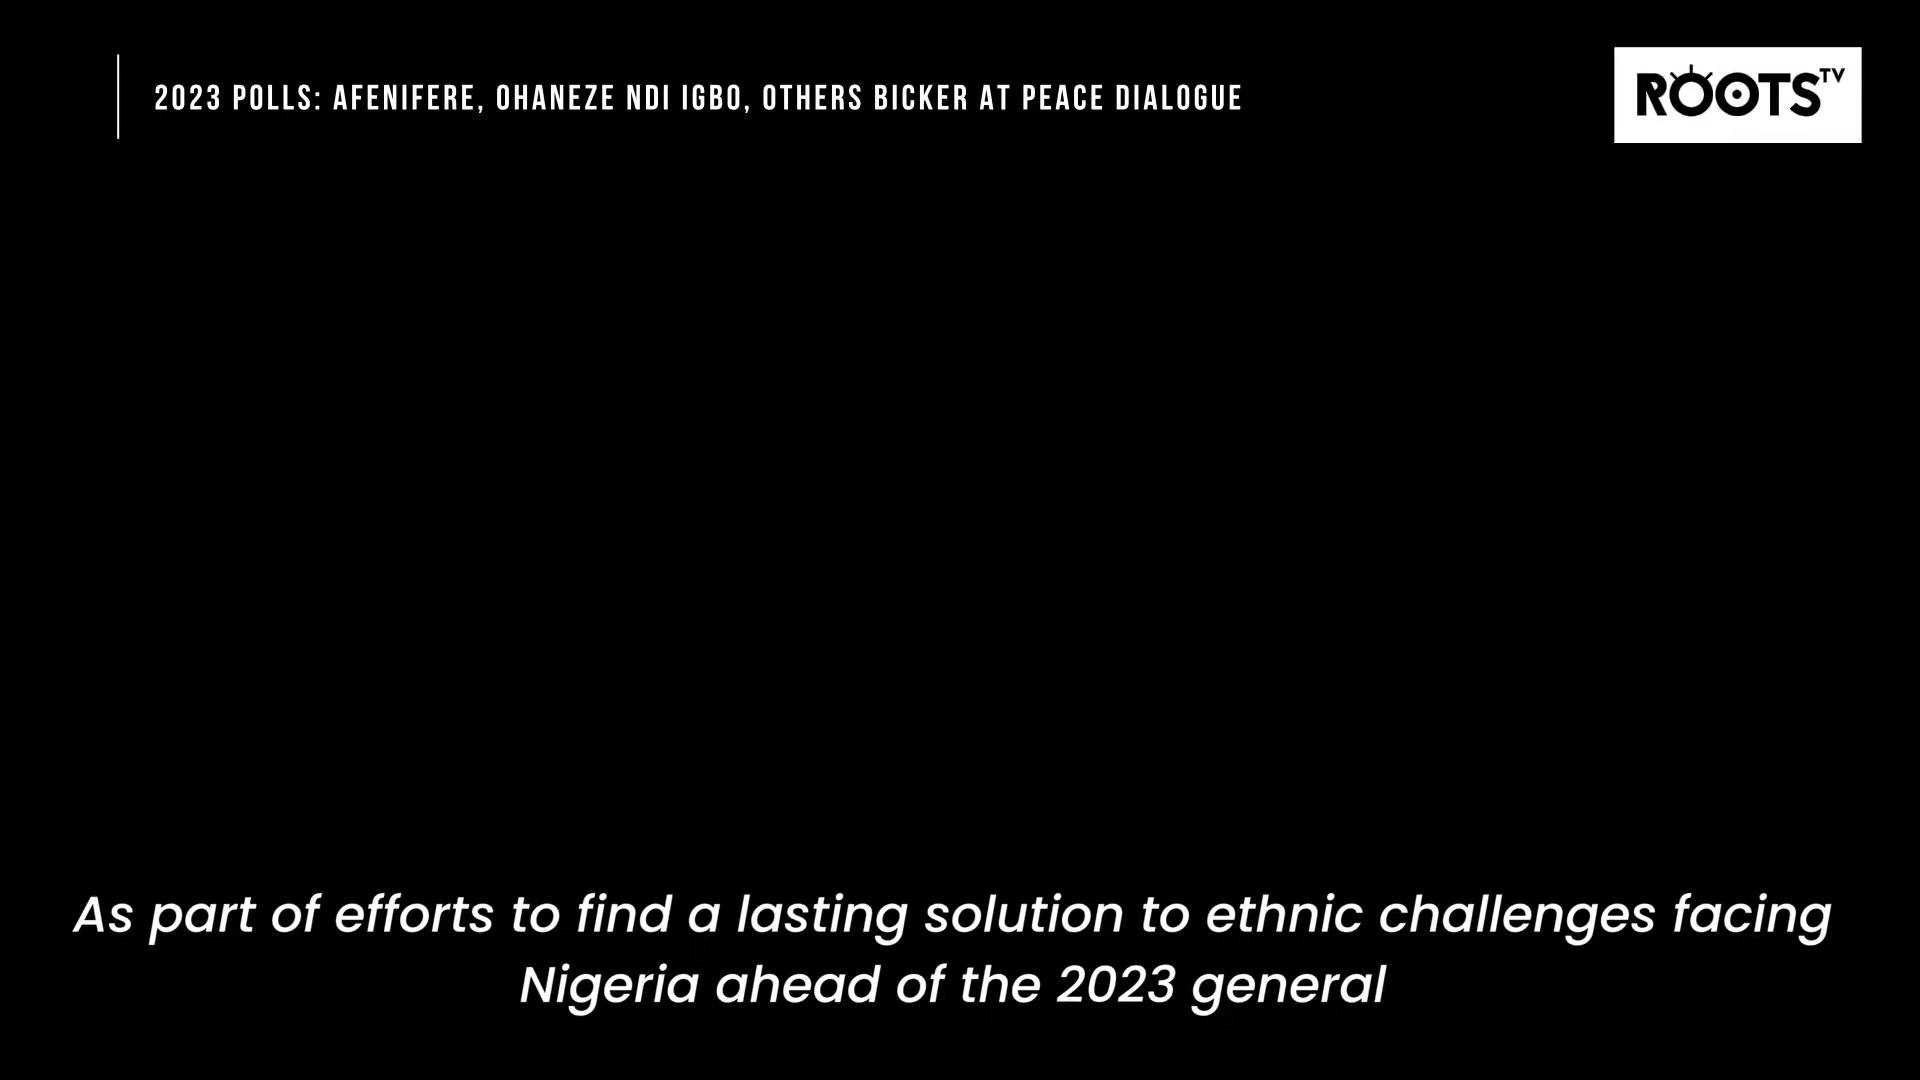 2023 POLLS: AFENIFERE, OHANEZE NDI IGBO, OTHERS BICKER AT PEACE DIALOGUE
ROOTS TV
As part of efforts to find a lasting solution to ethnic challenges facing
Nigeria ahead of the 2023 general